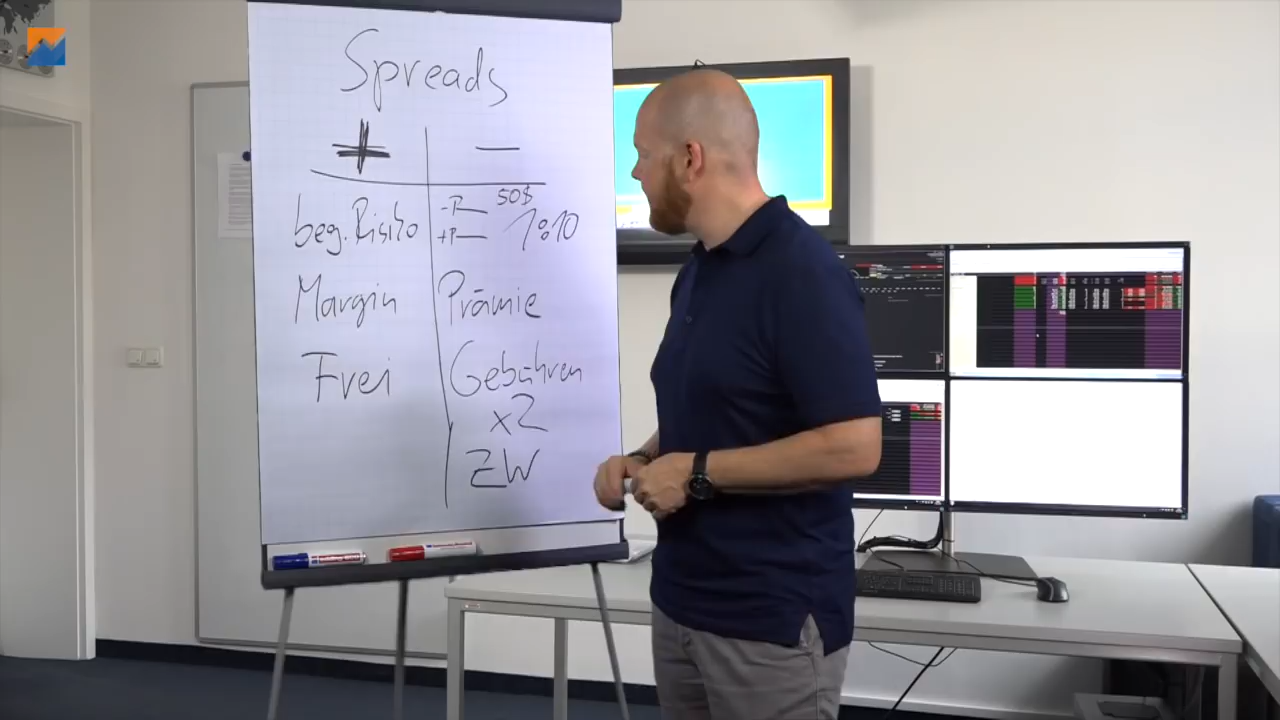 Spreads
+ —
beg. Risiko
-P 50$
+P 1:10
Margin Prämie
Frei Gebühren
x2
ZW